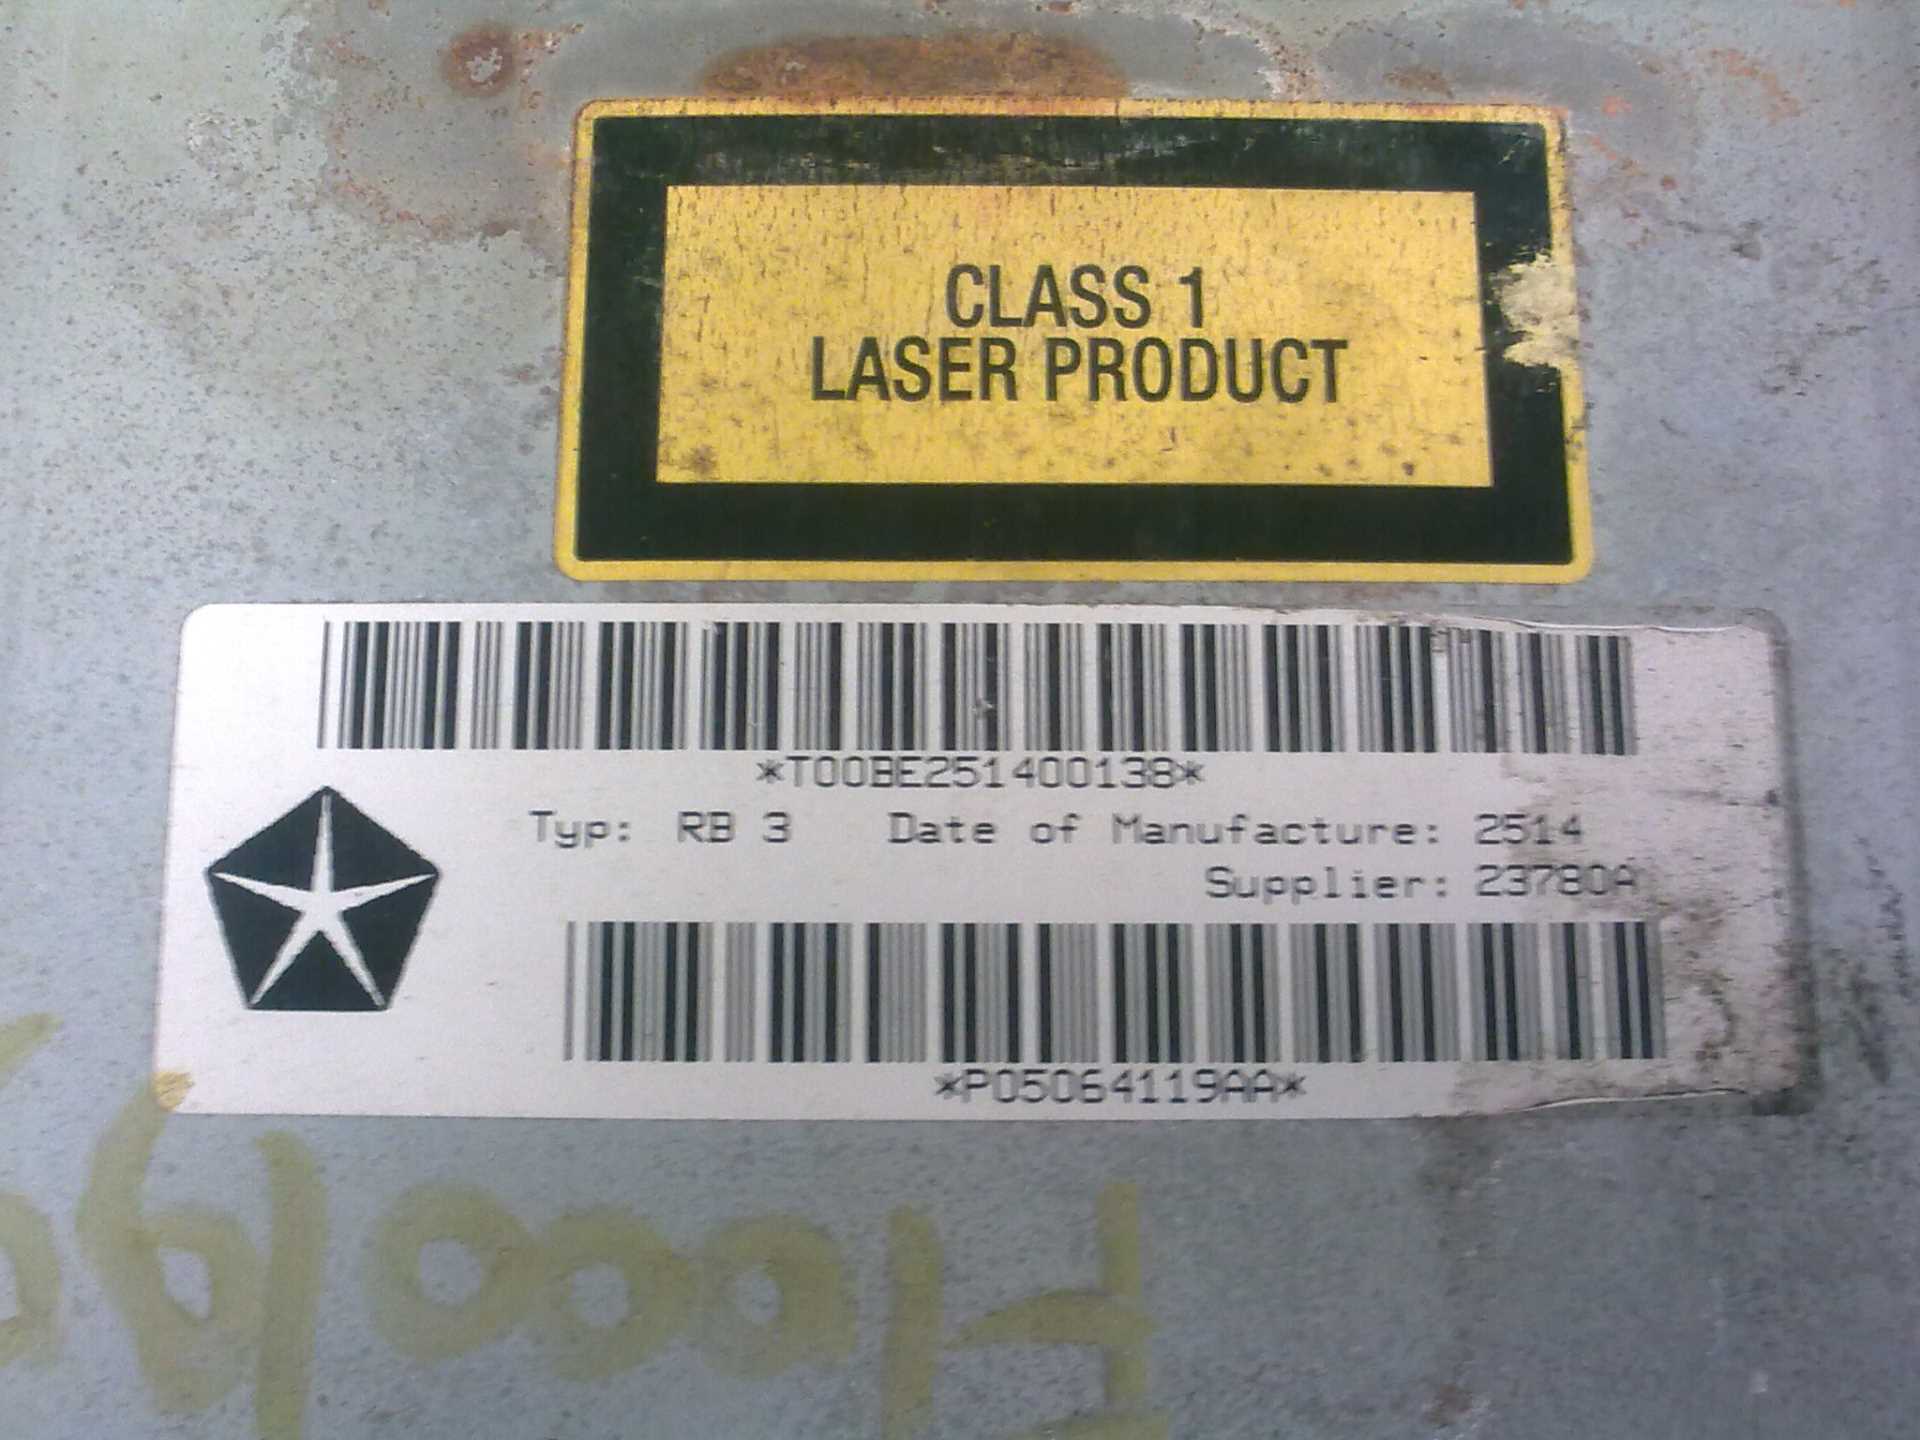 CLASS 1
LASER PRODUCT
*T00BE251400138*
Typ: RB 3 Date of Manufacture: 2514
Supplier: 23780A
*P05064119AA*